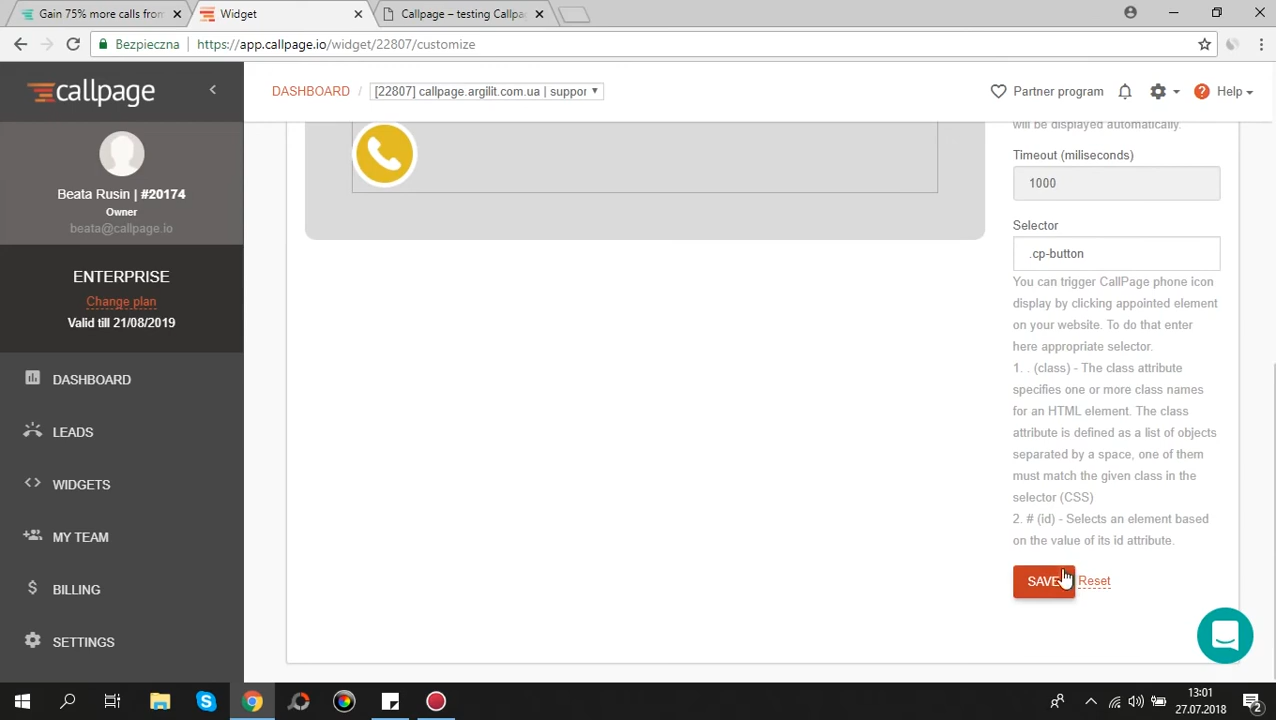 Gain 75% more calls from
Widget
Callpage – testing Callpa
Bezpieczna
https://app.callpage.io/widget/22807/customize
callpage
DASHBOARD / [22807] callpage.argilit.com.ua | suppor
Partner program
Help
will be displayed automatically.
Timeout (miliseconds)
1000
Beata Rusin | #20174
Owner
beata@callpage.io
Selector
.cp-button
ENTERPRISE
Change plan
Valid till 21/08/2019
You can trigger CallPage phone icon
display by clicking appointed element
on your website. To do that enter
here appropriate selector.
1. . (class) - The class attribute
specifies one or more class names
for an HTML element. The class
attribute is defined as a list of objects
separated by a space, one of them
must match the given class in the
selector (CSS)
2. # (id) - Selects an element based
on the value of its id attribute.
DASHBOARD
LEADS
WIDGETS
MY TEAM
BILLING
SETTINGS
SAVE Reset
13:01
27.07.2018
2